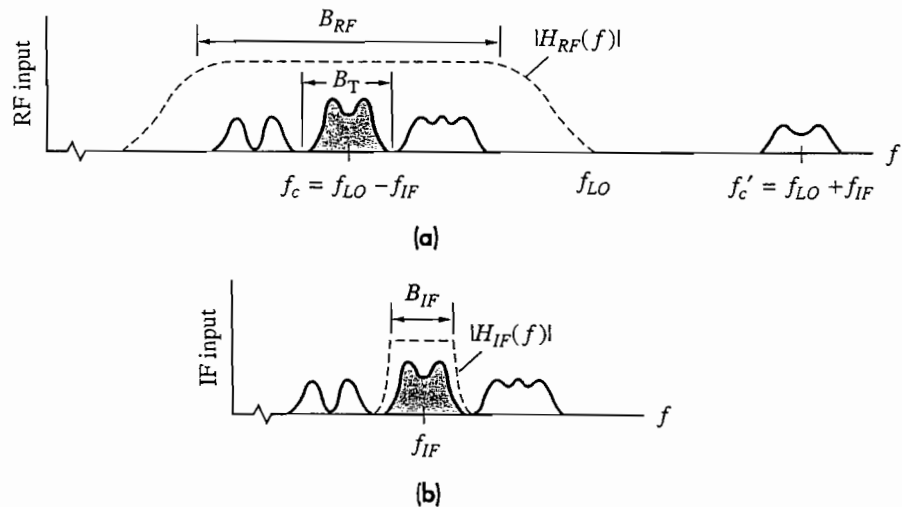 B_RF
|H_RF(f)|
RF input
B_T
f
f_c = f_LO − f_IF
f_LO
f_c′ = f_LO + f_IF
(a)
B_IF
|H_IF(f)|
IF input
f
f_IF
(b)